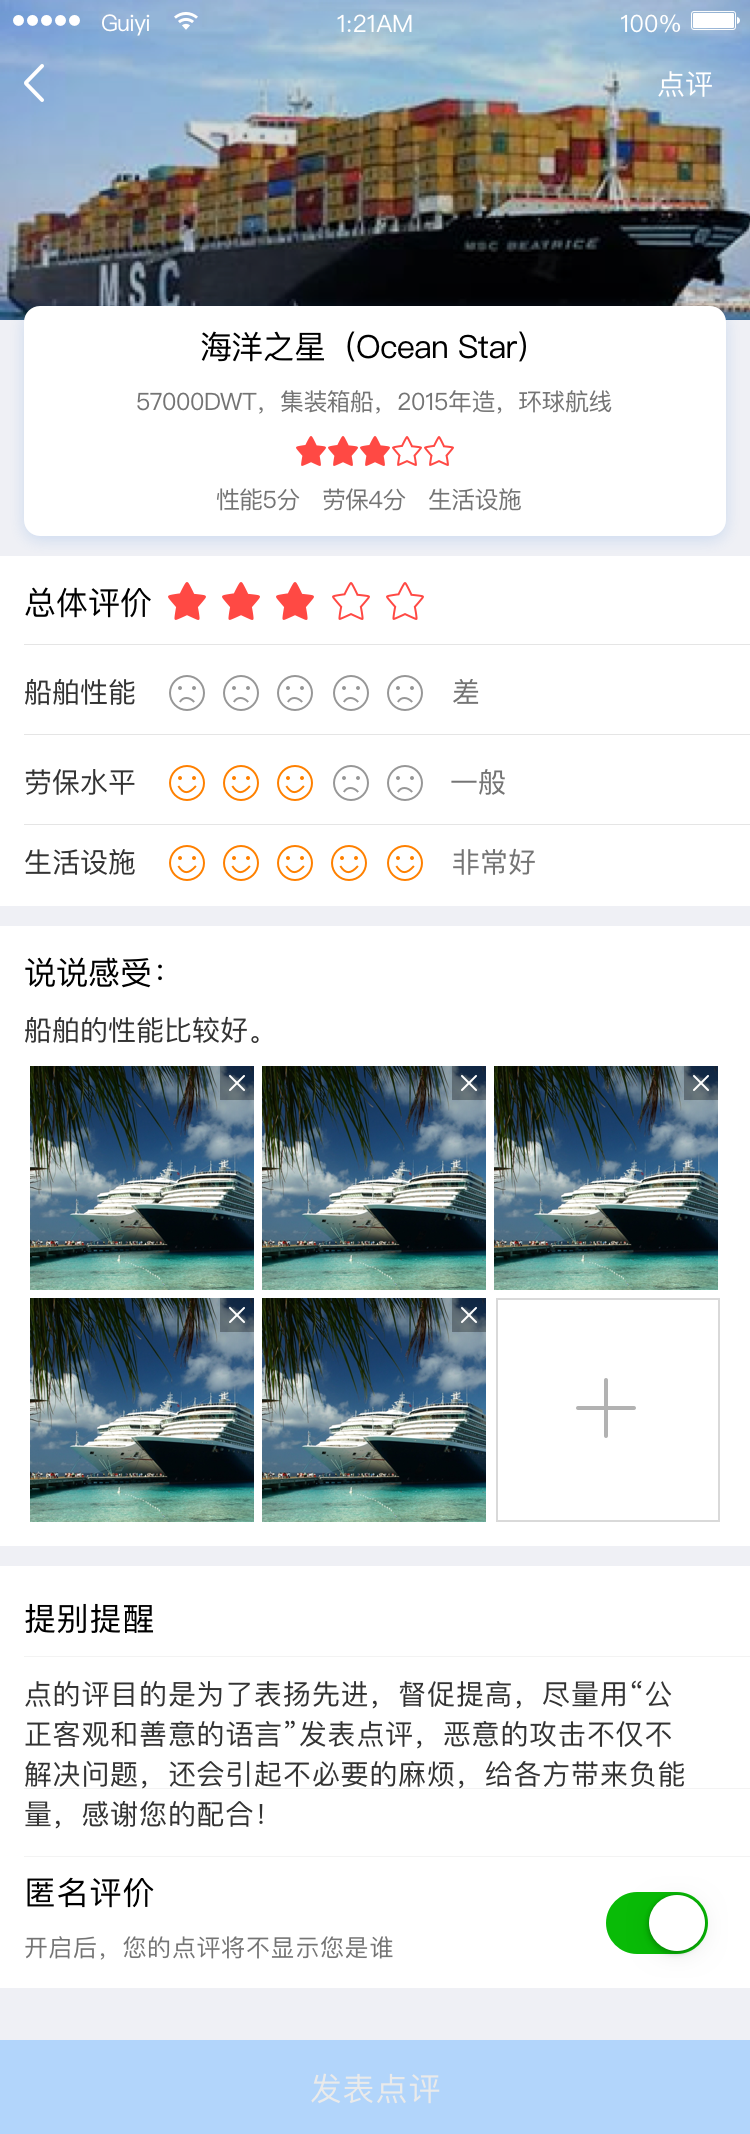 Guiyi 1:21AM 100%
点评
MSC BEATRICE
MSC
海洋之星（Ocean Star）
57000DWT，集装箱船，2015年造，环球航线
性能5分 劳保4分 生活设施
总体评价
船舶性能 差
劳保水平 一般
生活设施 非常好
说说感受：
船舶的性能比较好。
提别提醒
点的评目的是为了表扬先进，督促提高，尽量用“公
正客观和善意的语言”发表点评，恶意的攻击不仅不
解决问题，还会引起不必要的麻烦，给各方带来负能
量，感谢您的配合！
匿名评价
开启后，您的点评将不显示您是谁
发表点评